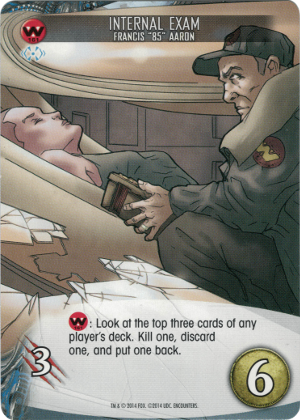 INTERNAL EXAM
FRANCIS "85" AARON
W
W: Look at the top three cards of any
player's deck. Kill one, discard
one, and put one back.
3
6
TM & © 2014 FOX. ©2014 UDC. ENCOUNTERS.